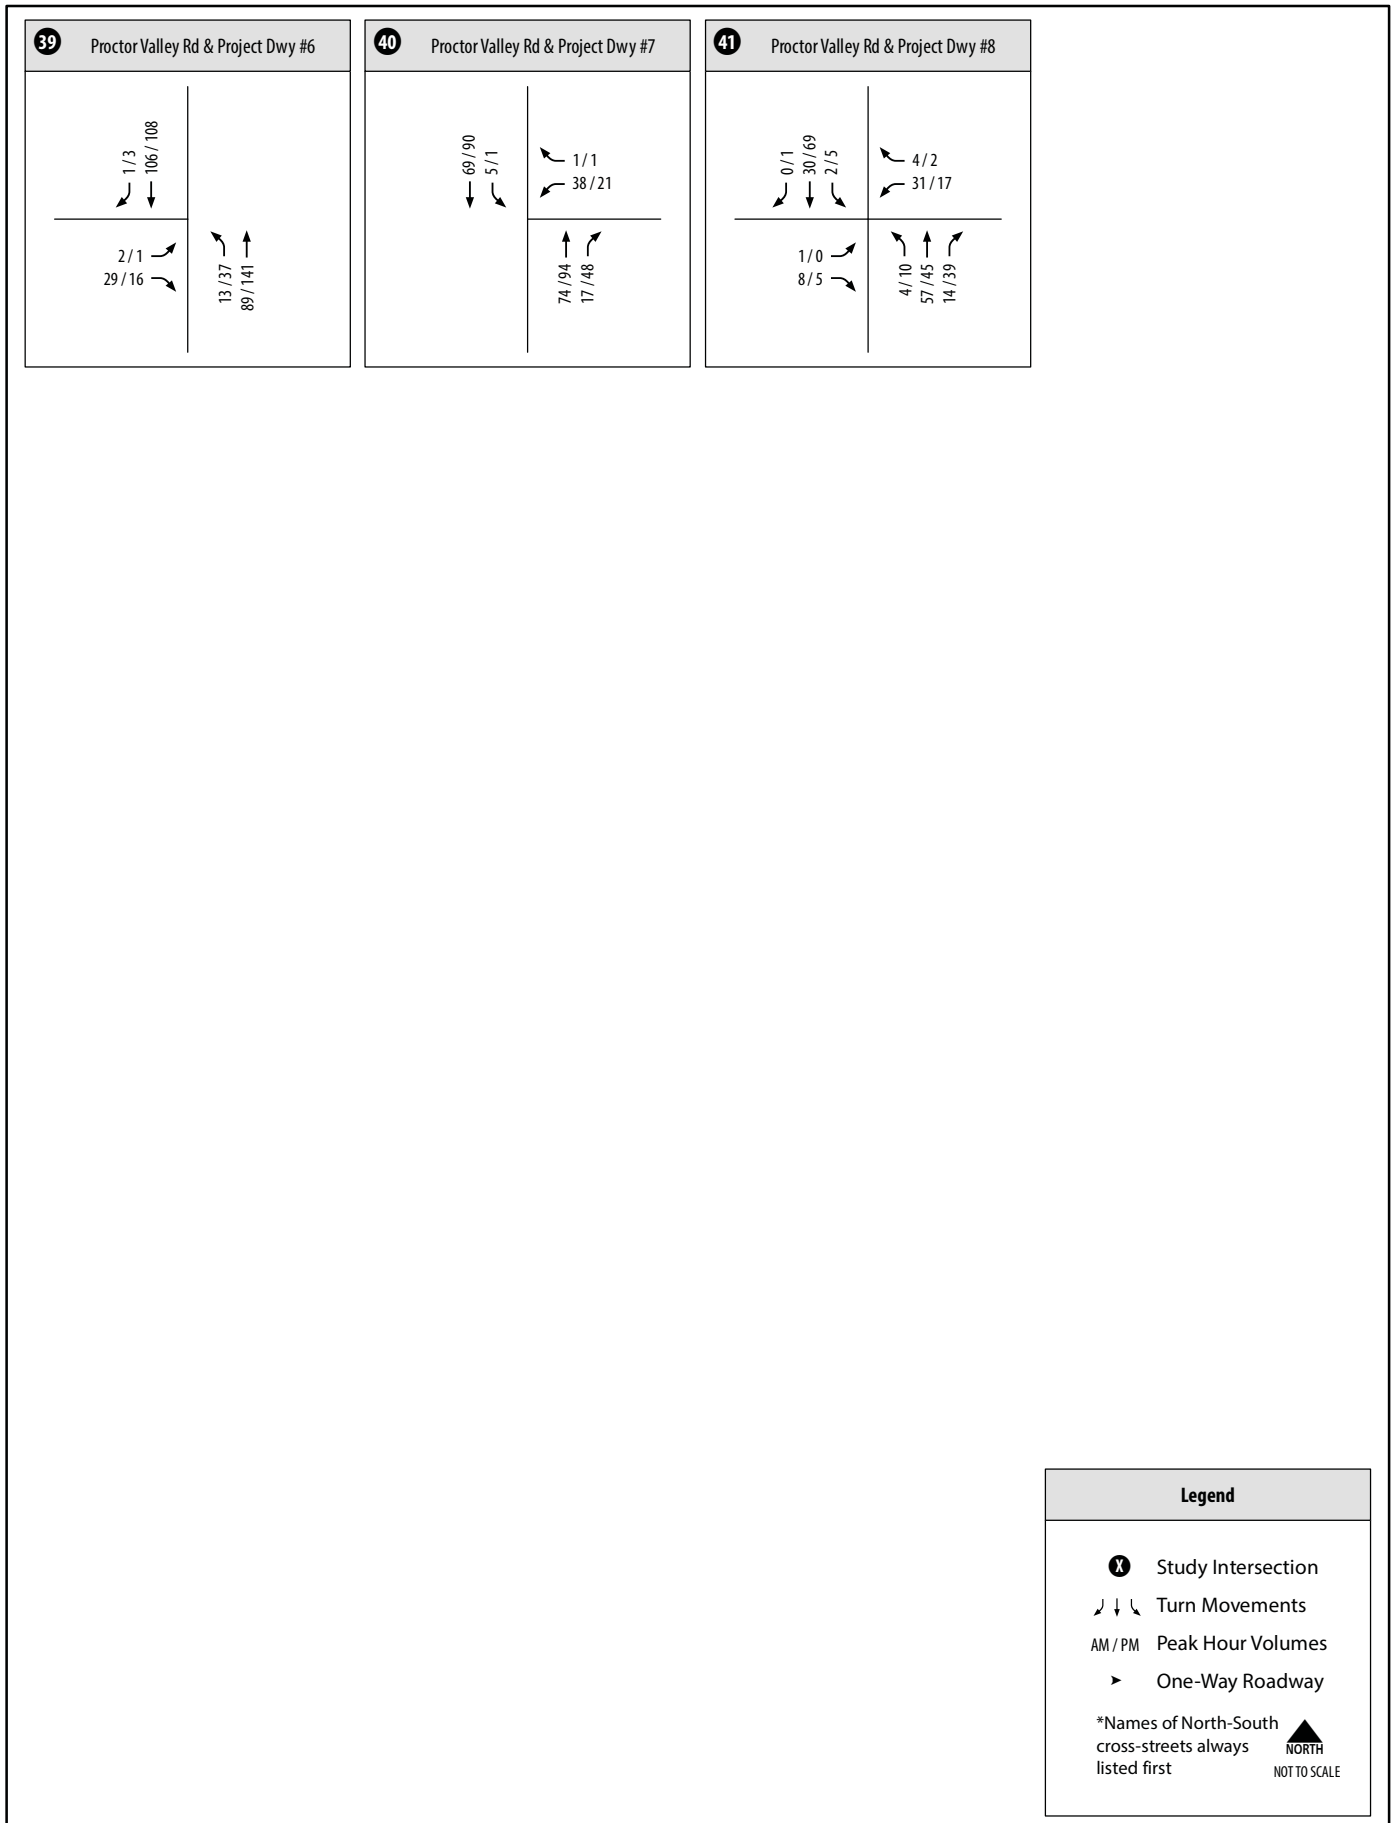 39 Proctor Valley Rd & Project Dwy #6
1 / 3
106 / 108
2 / 1
29 / 16
13 / 37
89 / 141
40 Proctor Valley Rd & Project Dwy #7
69 / 90
5 / 1
1 / 1
38 / 21
74 / 94
17 / 48
41 Proctor Valley Rd & Project Dwy #8
0 / 1
30 / 69
2 / 5
4 / 2
31 / 17
1 / 0
8 / 5
4 / 10
57 / 45
14 / 39
Legend
X Study Intersection
Turn Movements
AM / PM Peak Hour Volumes
One-Way Roadway
*Names of North-South
cross-streets always
listed first
NORTH
NOT TO SCALE